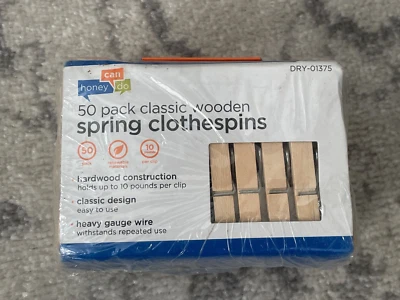 can
honey do
DRY-01375
50 pack classic wooden
spring clothespins
50
10
hardwood construction
holds up to 10 pounds per clip
classic design
easy to use
heavy gauge wire
withstands repeated use